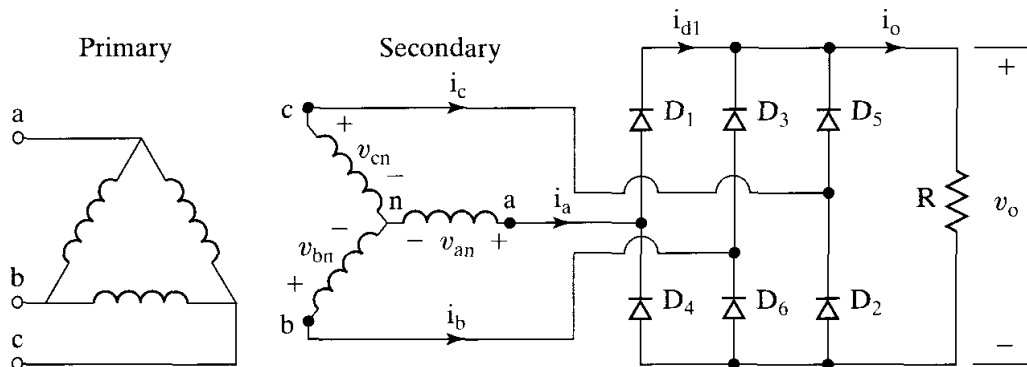 Primary
Secondary
a
b
c
c
i_c
+
v_cn
−
n
a
i_a
−
v_an
+
−
v_bn
+
b
i_b
i_d1
i_o
D_1
D_3
D_5
D_4
D_6
D_2
R
+
v_o
−